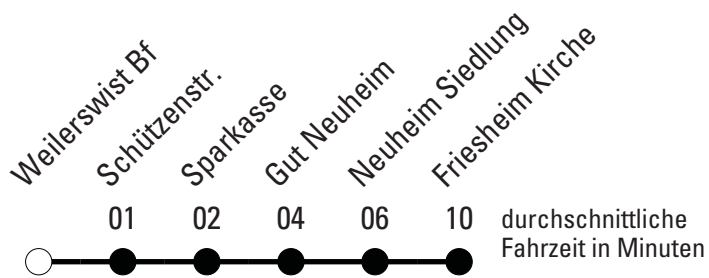 Weilerswist Bf
Schützenstr.
Sparkasse
Gut Neuheim
Neuheim Siedlung
Friesheim Kirche
01 02 04 06 10
durchschnittliche
Fahrzeit in Minuten